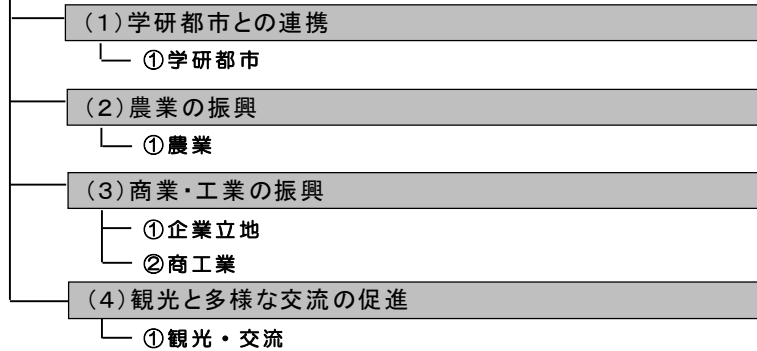 （１）学研都市との連携
①学研都市
（２）農業の振興
①農業
（３）商業・工業の振興
①企業立地
②商工業
（４）観光と多様な交流の促進
①観光・交流